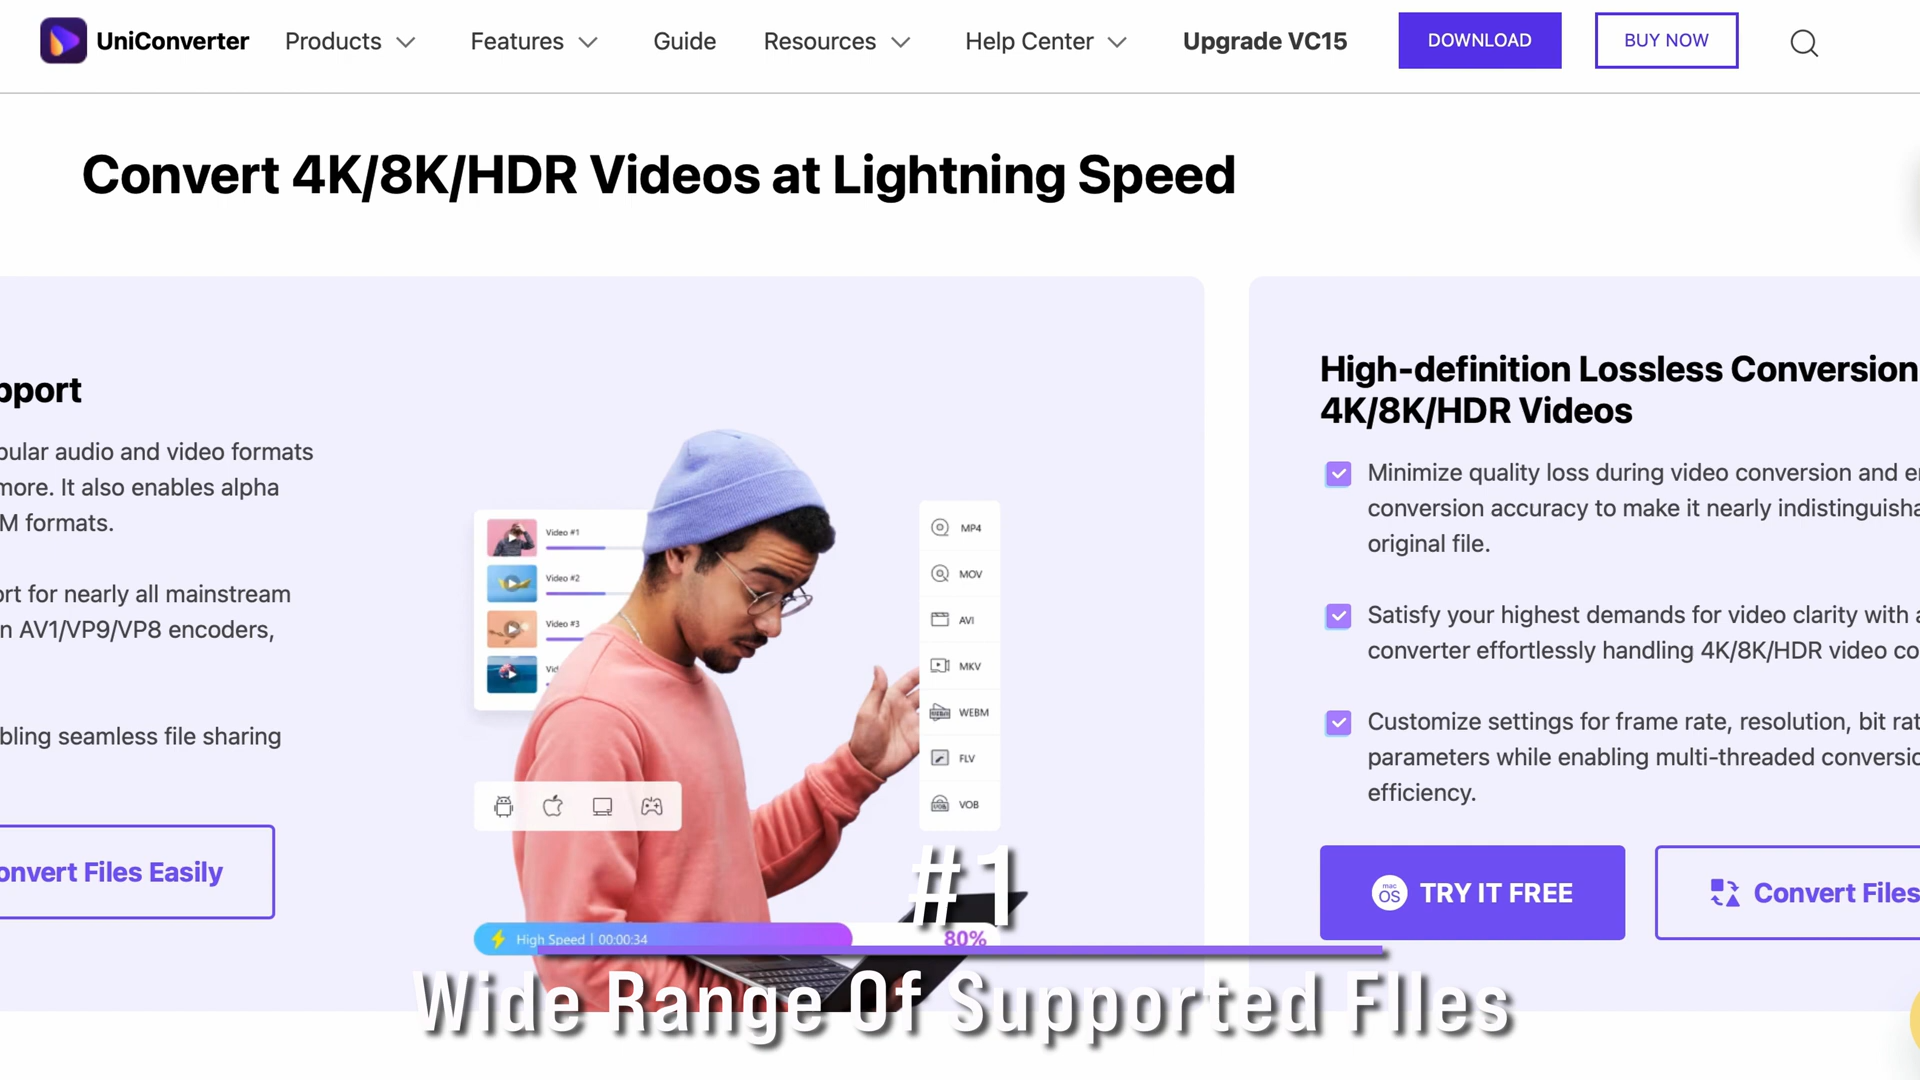 UniConverter
Products
Features
Guide
Resources
Help Center
Upgrade VC15
DOWNLOAD
BUY NOW
Convert 4K/8K/HDR Videos at Lightning Speed
pport
pular audio and video formats
more. It also enables alpha
M formats.
rt for nearly all mainstream
n AV1/VP9/VP8 encoders,
bling seamless file sharing
onvert Files Easily
Video #1
Video #2
Video #3
Vid
MP4
MOV
AVI
MKV
WEBM
FLV
VOB
High Speed | 00:00:34
80%
High-definition Lossless Conversion
4K/8K/HDR Videos
Minimize quality loss during video conversion and e
conversion accuracy to make it nearly indistinguisha
original file.
Satisfy your highest demands for video clarity with a
converter effortlessly handling 4K/8K/HDR video co
Customize settings for frame rate, resolution, bit rat
parameters while enabling multi-threaded conversio
efficiency.
macOS
TRY IT FREE
Convert Files
#1
Wide Range Of Supported FIles